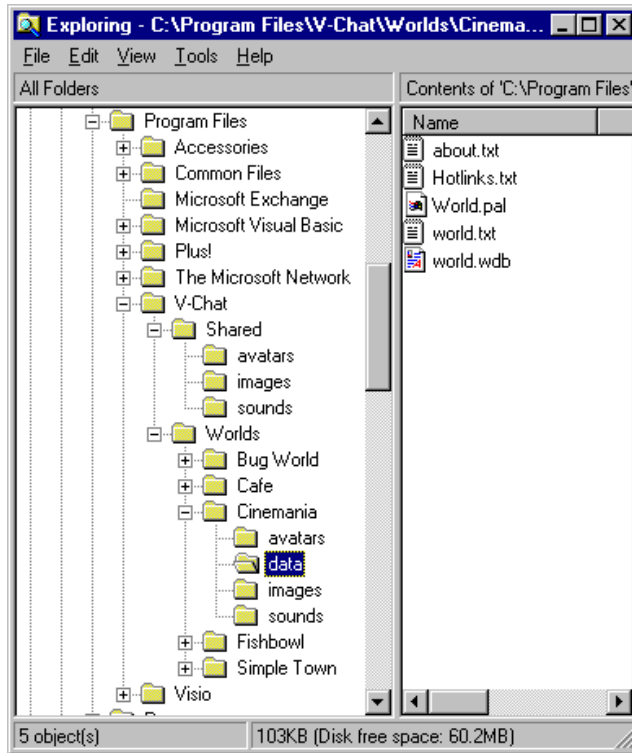 Exploring - C:\Program Files\V-Chat\Worlds\Cinema...
File Edit View Tools Help
All Folders
Contents of 'C:\Program Files'
Program Files
Accessories
Common Files
Microsoft Exchange
Microsoft Visual Basic
Plus!
The Microsoft Network
V-Chat
Shared
avatars
images
sounds
Worlds
Bug World
Cafe
Cinemania
avatars
data
images
sounds
Fishbowl
Simple Town
Visio
Name
about.txt
Hotlinks.txt
World.pal
world.txt
world.wdb
5 object(s)
103KB (Disk free space: 60.2MB)